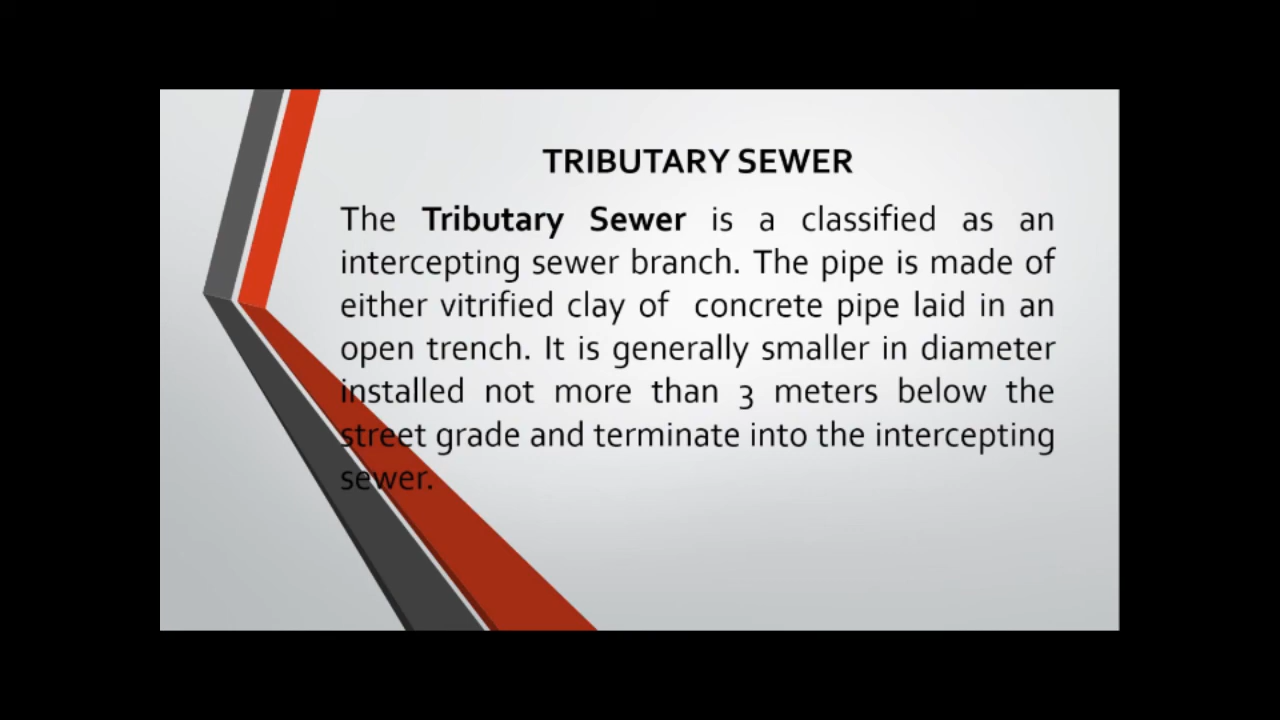 TRIBUTARY SEWER
The Tributary Sewer is a classified as an
intercepting sewer branch. The pipe is made of
either vitrified clay of concrete pipe laid in an
open trench. It is generally smaller in diameter
installed not more than 3 meters below the
street grade and terminate into the intercepting
sewer.